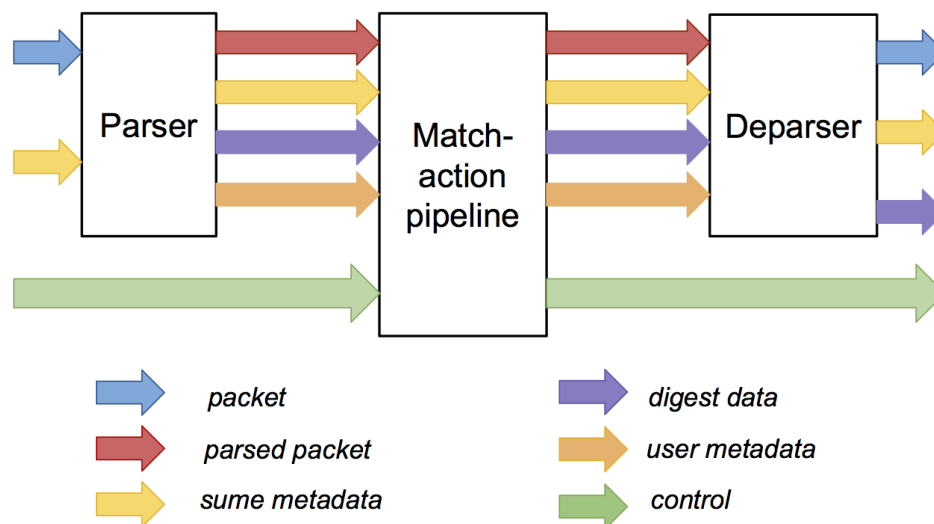 Parser
Match-
action
pipeline
Deparser
packet
digest data
parsed packet
user metadata
sume metadata
control